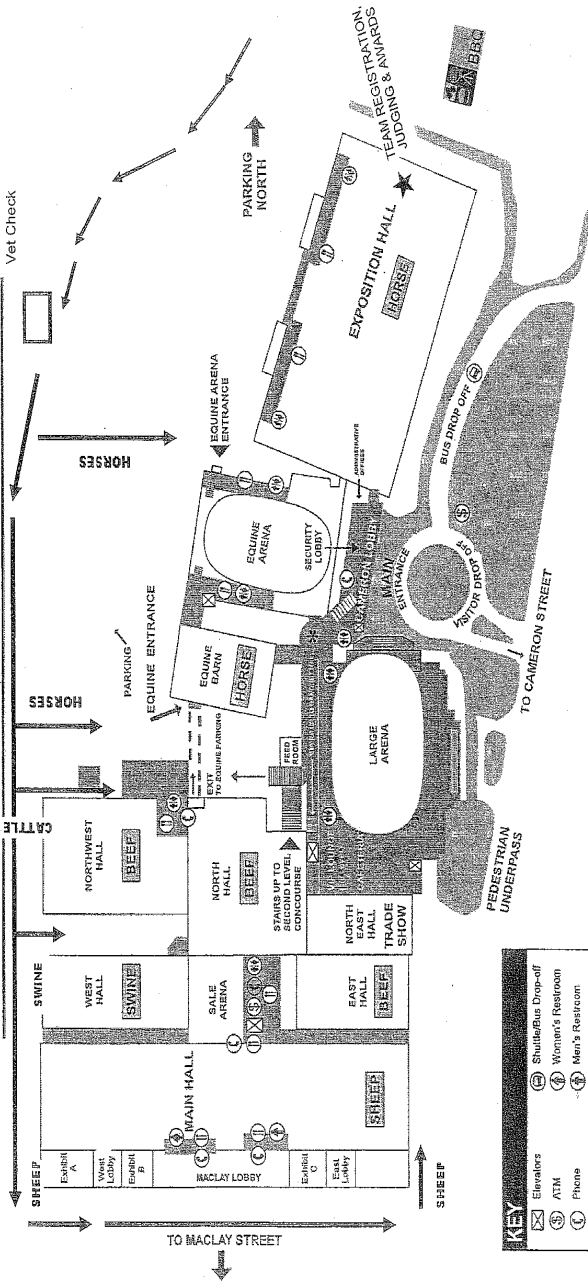 Vet Check
PARKING
NORTH
TEAM REGISTRATION,
JUDGING & AWARDS
BBQ
HORSES
EQUINE ARENA
ENTRANCE
EXPOSITION HALL
HORSE
ADMINISTRATIVE
OFFICES
BUS DROP OFF
EQUINE
ARENA
SECURITY
LOBBY
CAMERON LOBBY
MAIN
ENTRANCE
VISITOR DROP OFF
TO CAMERON STREET
PARKING
EQUINE ENTRANCE
HORSES
EQUINE
BARN
HORSE
EXIT
TO EQUINE PARKING
FEED
ROOM
LARGE
ARENA
CATTLE
NORTHWEST
HALL
BEEF
NORTH
HALL
BEEF
STAIRS UP TO
SECOND LEVEL
CONCOURSE
NORTH
EAST
HALL
TRADE
SHOW
PEDESTRIAN
UNDERPASS
SWINE
WEST
HALL
SWINE
SALE
ARENA
EAST
HALL
BEEF
MAIN HALL
SHEEP
SHEEP
Exhibit
A
West
Lobby
Exhibit
B
MACLAY LOBBY
Exhibit
C
East
Lobby
SHEEP
TO MACLAY STREET
KEY
Elevators
ATM
Phone
Shuttle/Bus Drop-off
Women's Restroom
Men's Restroom